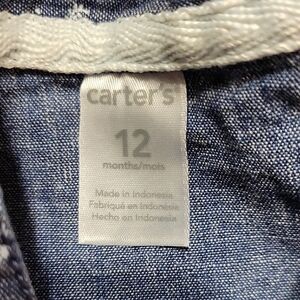 carter's
12
months/mois
Made in Indonesia
Fabriqué en Indonésie
Hecho en Indonesia